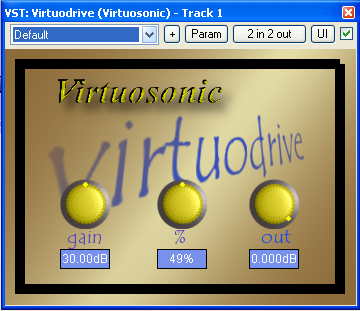 VST: Virtuodrive (Virtuosonic) - Track 1
Default + Param 2 in 2 out UI
Virtuosonic
Virtuodrive
gain % out
30.00dB 49% 0.000dB